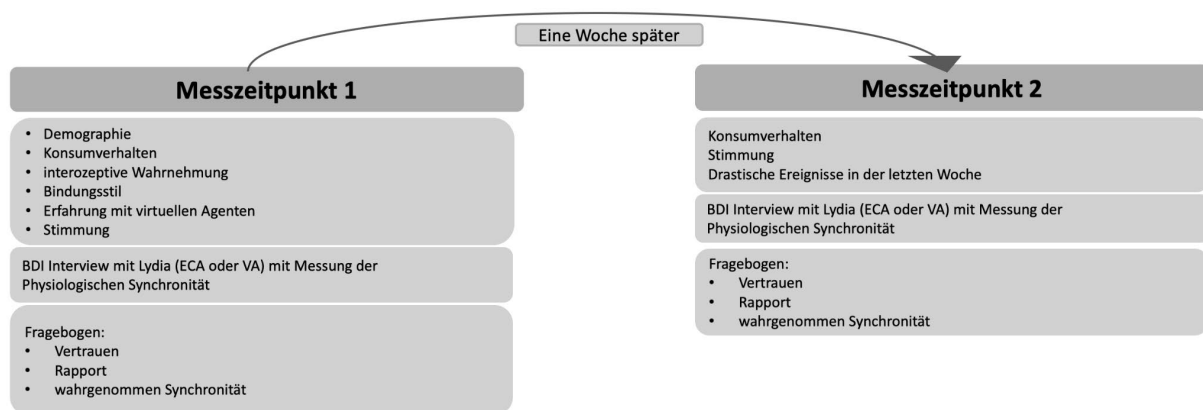 Eine Woche später
Messzeitpunkt 1
• Demographie
• Konsumverhalten
• interozeptive Wahrnehmung
• Bindungsstil
• Erfahrung mit virtuellen Agenten
• Stimmung
BDI Interview mit Lydia (ECA oder VA) mit Messung der
Physiologischen Synchronität
Fragebogen:
• Vertrauen
• Rapport
• wahrgenommen Synchronität
Messzeitpunkt 2
Konsumverhalten
Stimmung
Drastische Ereignisse in der letzten Woche
BDI Interview mit Lydia (ECA oder VA) mit Messung der
Physiologischen Synchronität
Fragebogen:
• Vertrauen
• Rapport
• wahrgenommen Synchronität